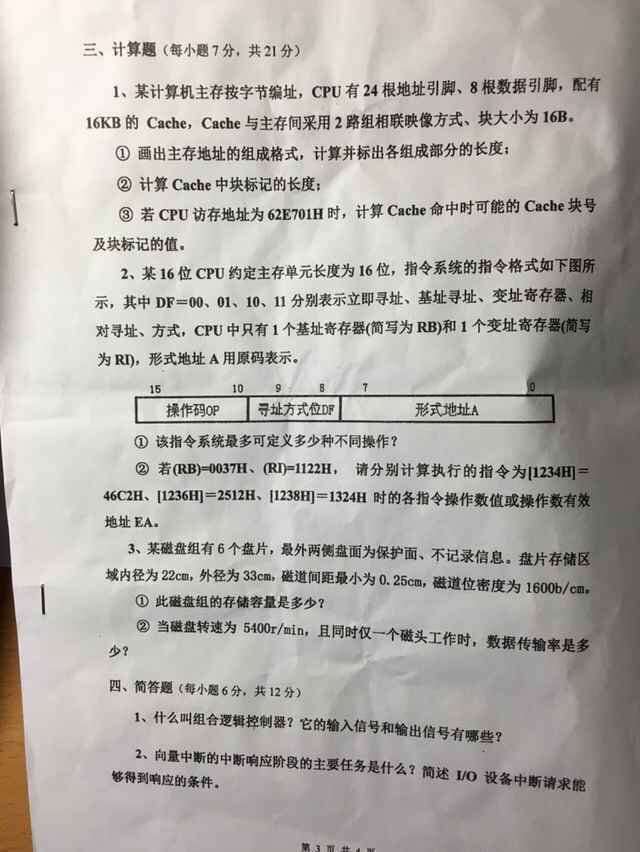 三、计算题（每小题7分，共21分）
1、某计算机主存按字节编址，CPU 有 24 根地址引脚、8 根数据引脚，配有
16KB 的 Cache，Cache 与主存间采用 2 路组相联映像方式、块大小为 16B。
① 画出主存地址的组成格式，计算并标出各组成部分的长度；
② 计算 Cache 中块标记的长度；
③ 若 CPU 访存地址为 62E701H 时，计算 Cache 命中时可能的 Cache 块号
及块标记的值。
2、某 16 位 CPU 约定主存单元长度为 16 位，指令系统的指令格式如下图所
示，其中 DF＝00、01、10、11 分别表示立即寻址、基址寻址、变址寄存器、相
对寻址、方式，CPU 中只有 1 个基址寄存器(简写为 RB)和 1 个变址寄存器(简写
为 RI)，形式地址 A 用原码表示。
15 10 9 8 7 0
操作码OP 寻址方式位DF 形式地址A
① 该指令系统最多可定义多少种不同操作？
② 若(RB)=0037H、(RI)=1122H， 请分别计算执行的指令为[1234H]＝
46C2H、[1236H]＝2512H、[1238H]＝1324H 时的各指令操作数值或操作数有效
地址 EA。
3、某磁盘组有 6 个盘片，最外两侧盘面为保护面、不记录信息。盘片存储区
域内径为 22cm，外径为 33cm，磁道间距最小为 0.25cm，磁道位密度为 1600b/cm。
① 此磁盘组的存储容量是多少？
② 当磁盘转速为 5400r/min，且同时仅一个磁头工作时，数据传输率是多
少？
四、简答题（每小题 6 分，共 12 分）
1、什么叫组合逻辑控制器？它的输入信号和输出信号有哪些？
2、向量中断的中断响应阶段的主要任务是什么？简述 I/O 设备中断请求能
够得到响应的条件。
第 3 页 共 4 页